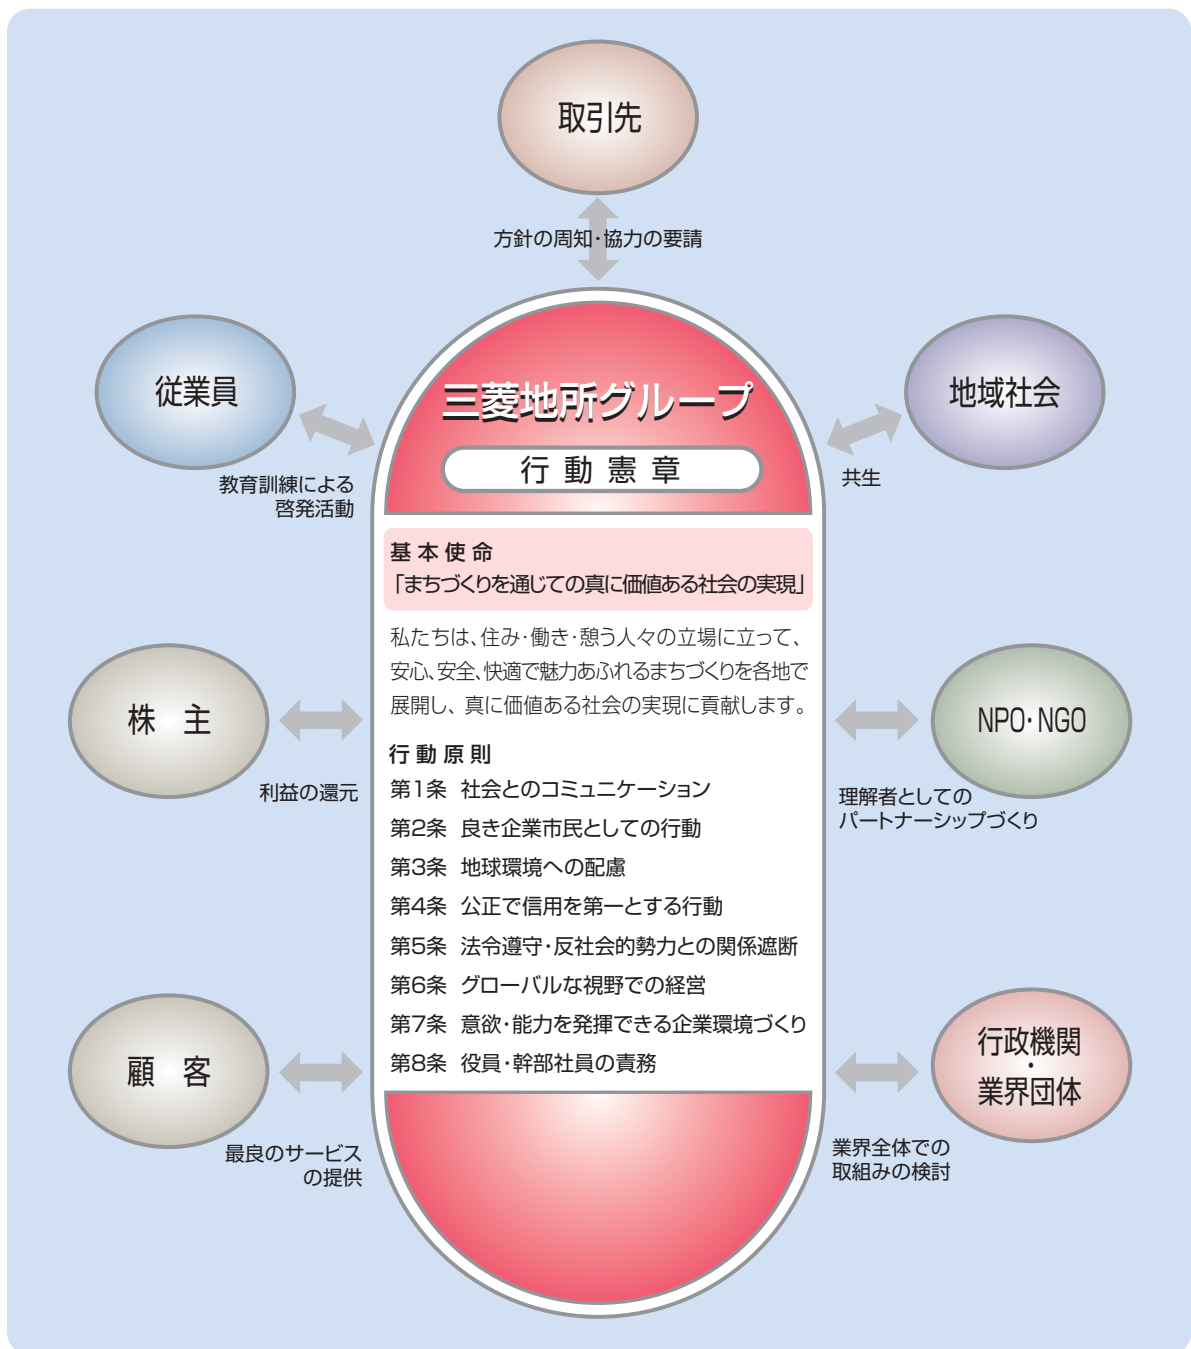 取引先
方針の周知・協力の要請
従業員
教育訓練による
啓発活動
地域社会
共生
三菱地所グループ
行動憲章
基本使命
「まちづくりを通じての真に価値ある社会の実現」
私たちは、住み・働き・憩う人々の立場に立って、
安心、安全、快適で魅力あふれるまちづくりを各地で
展開し、真に価値ある社会の実現に貢献します。
行動原則
第1条 社会とのコミュニケーション
第2条 良き企業市民としての行動
第3条 地球環境への配慮
第4条 公正で信用を第一とする行動
第5条 法令遵守・反社会的勢力との関係遮断
第6条 グローバルな視野での経営
第7条 意欲・能力を発揮できる企業環境づくり
第8条 役員・幹部社員の責務
株 主
利益の還元
NPO・NGO
理解者としての
パートナーシップづくり
顧 客
最良のサービス
の提供
行政機関
・
業界団体
業界全体での
取組みの検討